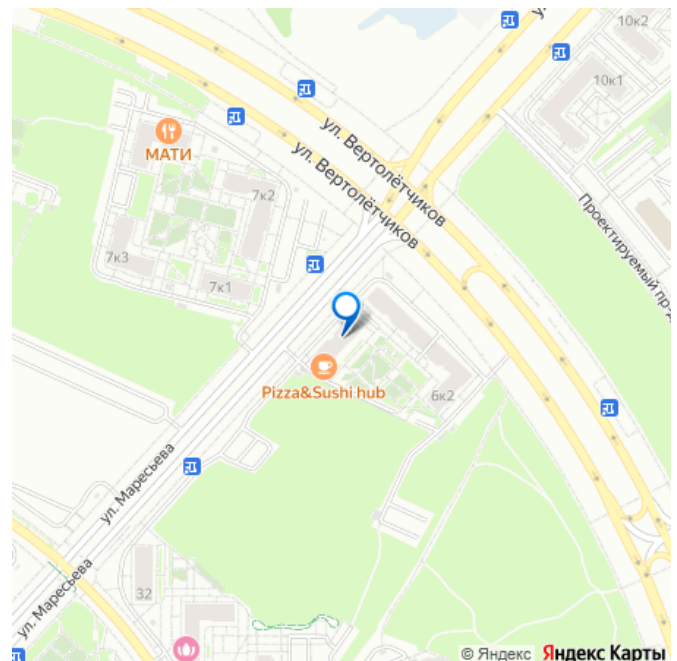 10к2
10к1
ул. Вертолётчиков
ул. Вертолётчиков
МАТИ
7к2
7к3
7к1
Проектируемый пр-д
Pizza&Sushi hub
6к2
ул. Маресьева
ул. Маресьева
32
© Яндекс Яндекс Карты